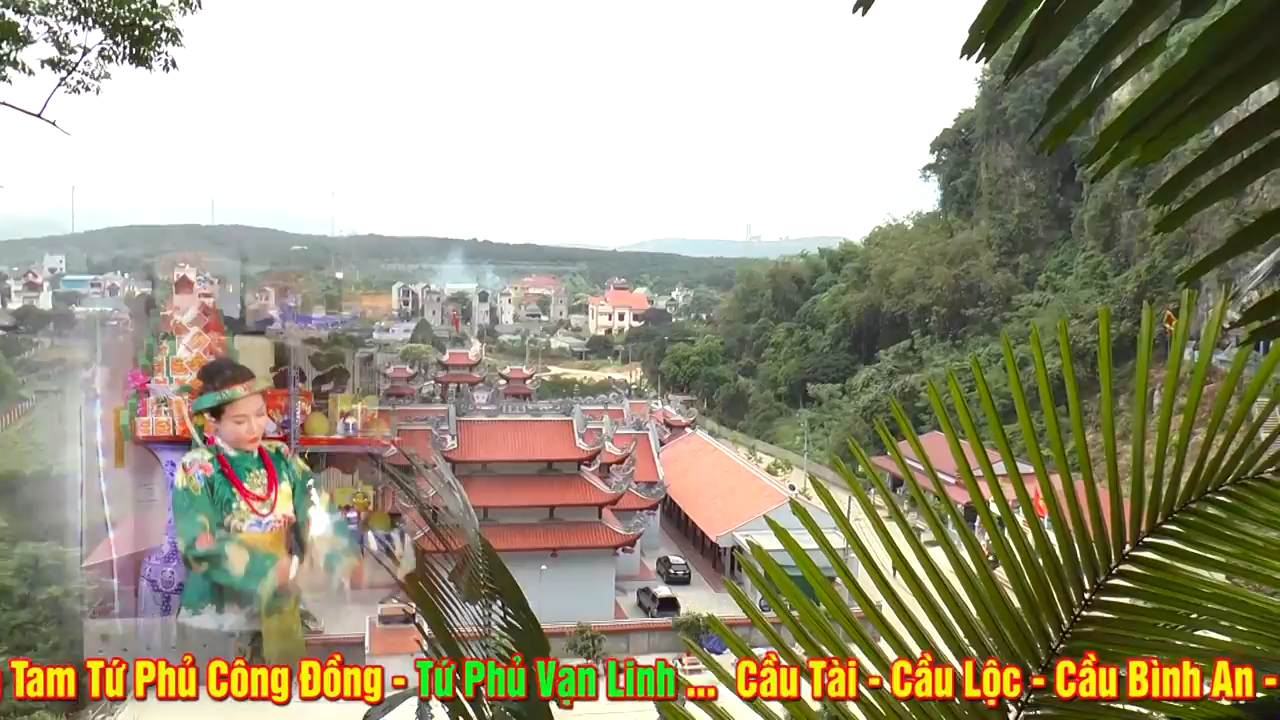 Tam Tứ Phủ Công Đồng - Tứ Phủ Vạn Linh ... Cầu Tài - Cầu Lộc - Cầu Bình An -